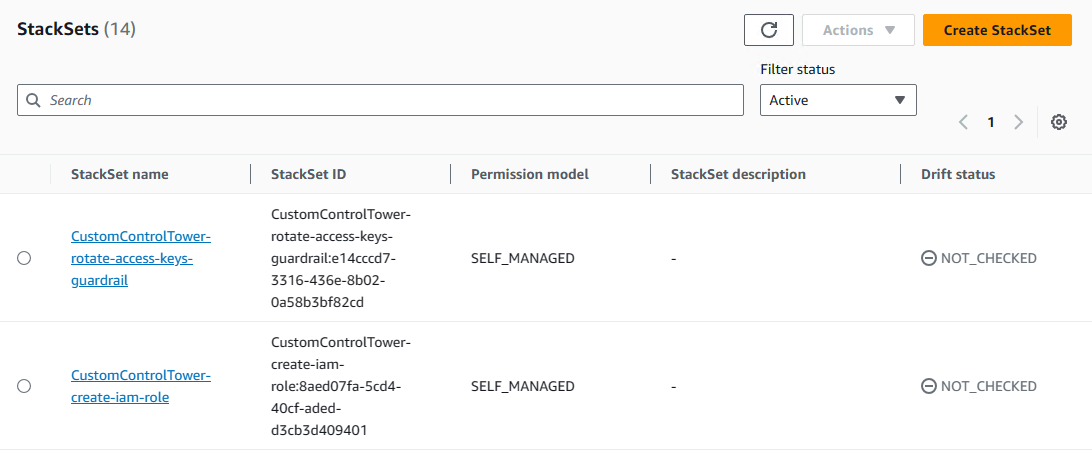 StackSets (14)
Actions
Create StackSet
Filter status
Search
Active
1
StackSet name
StackSet ID
Permission model
StackSet description
Drift status
CustomControlTower-
rotate-access-keys-
guardrail
CustomControlTower-
rotate-access-keys-
guardrail:e14cccd7-
3316-436e-8b02-
0a58b3bf82cd
SELF_MANAGED
-
NOT_CHECKED
CustomControlTower-
create-iam-role
CustomControlTower-
create-iam-
role:8aed07fa-5cd4-
40cf-aded-
d3cb3d409401
SELF_MANAGED
-
NOT_CHECKED